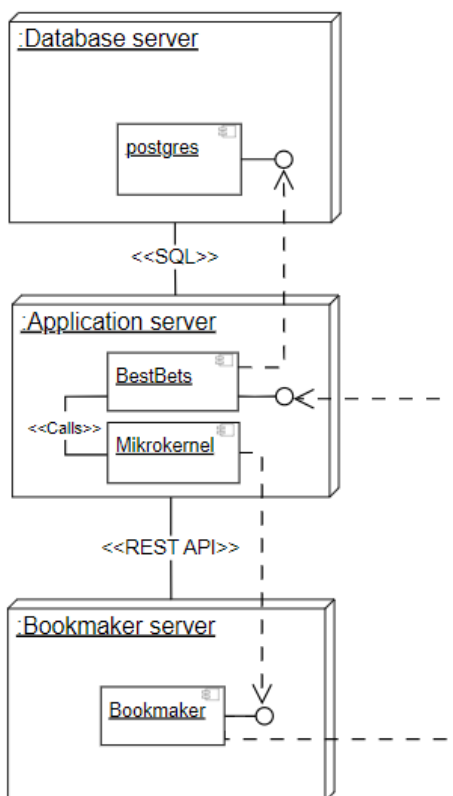 :Database server
postgres
<<SQL>>
:Application server
BestBets
<<Calls>>
Mikrokernel
<<REST API>>
:Bookmaker server
Bookmaker